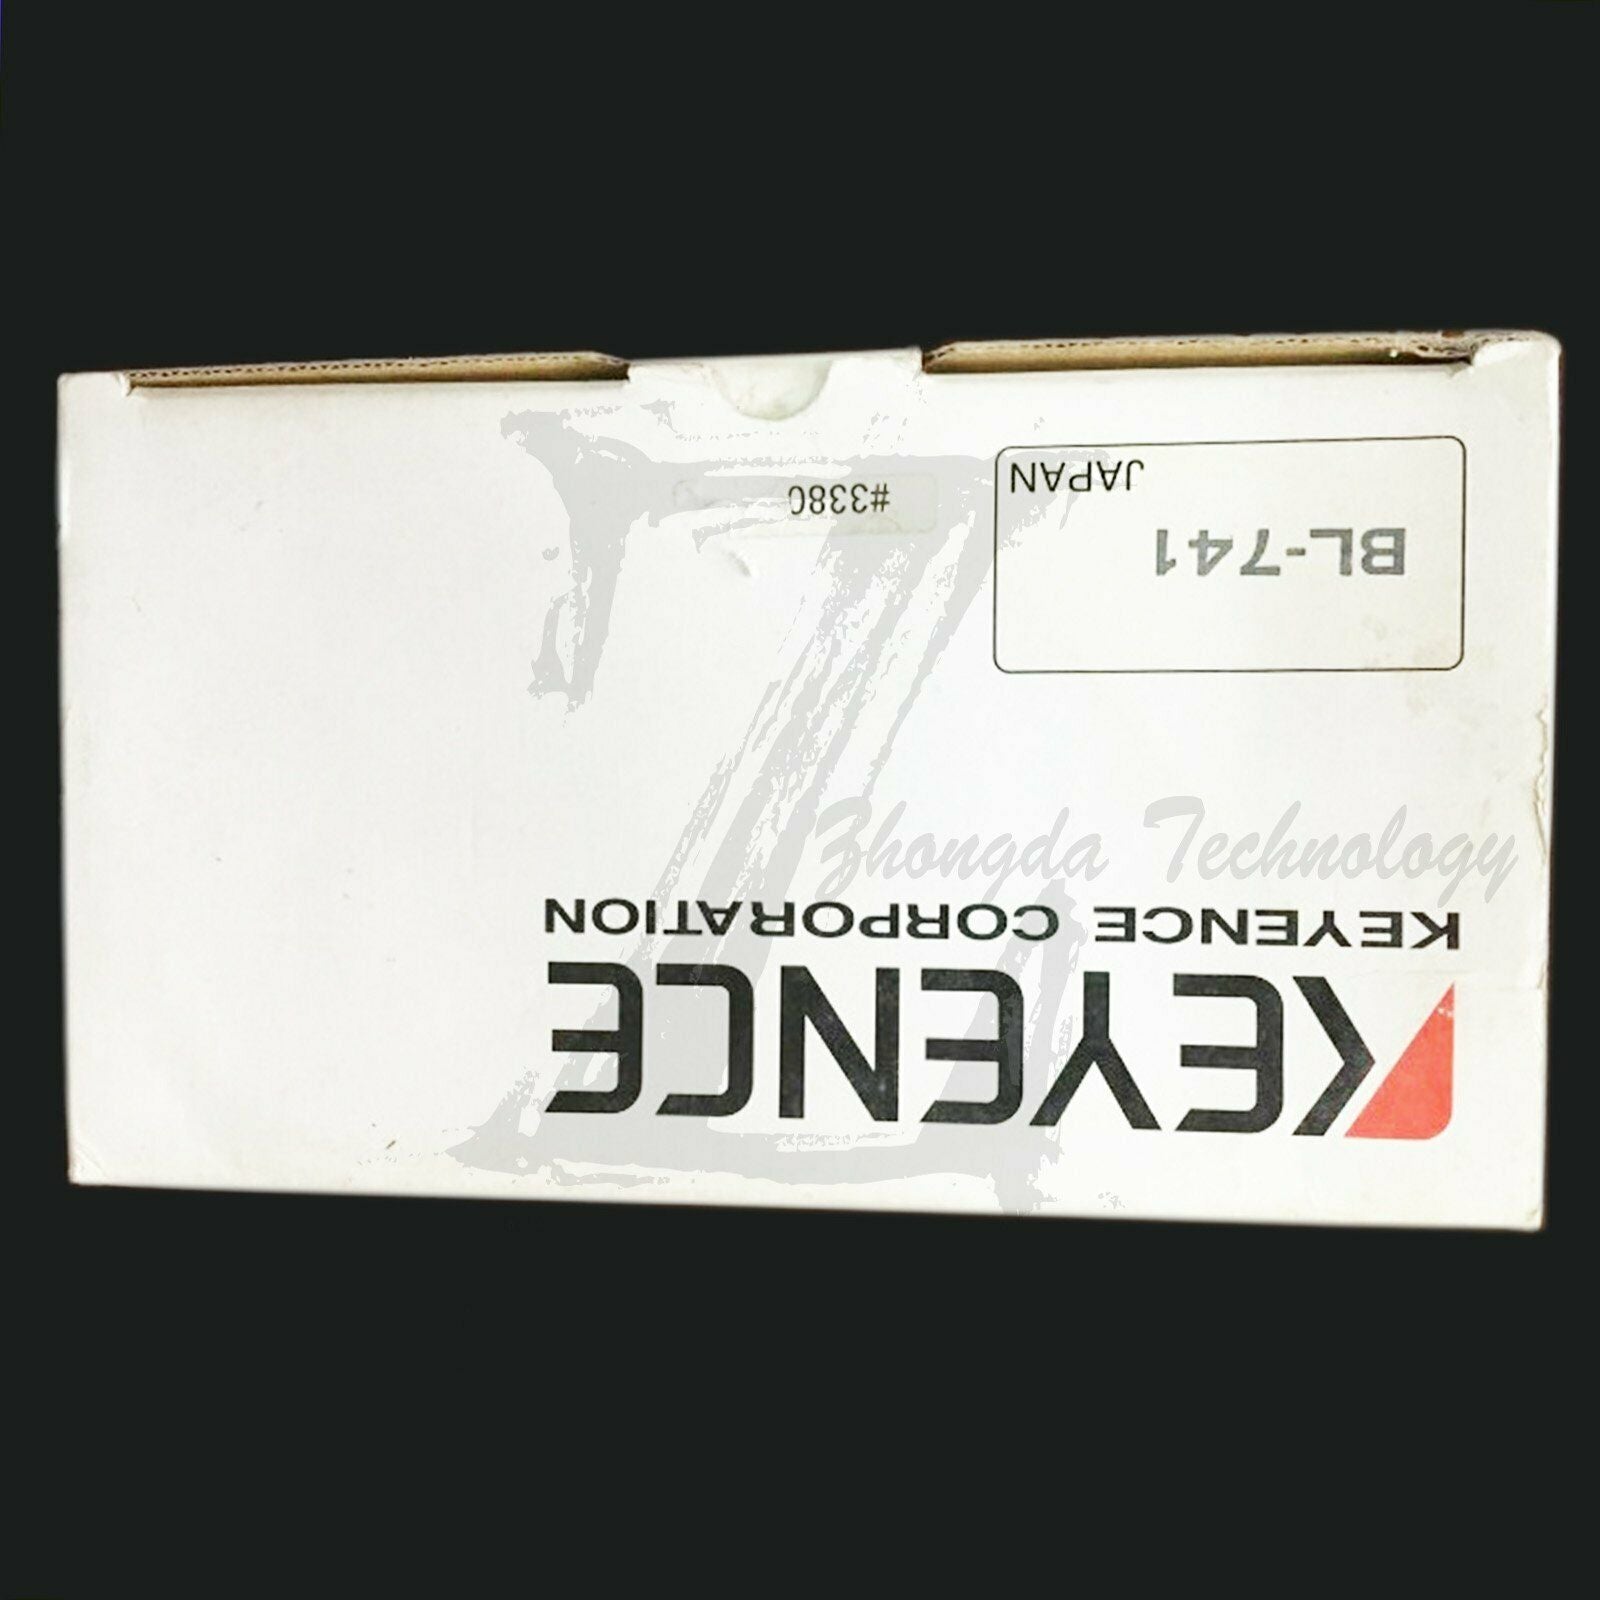 KEYENCE
KEYENCE CORPORATION
BL-741
JAPAN
#3380
Zhongda Technology